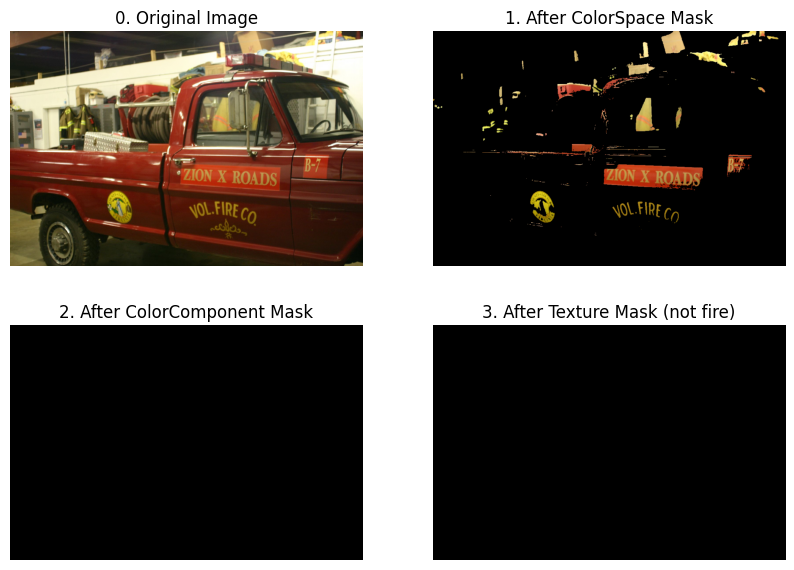 0. Original Image
1. After ColorSpace Mask
B-7
ZION X ROADS
VOL.FIRE CO.
B-7
ZION X ROADS
VOL.FIRE CO.
2. After ColorComponent Mask
3. After Texture Mask (not fire)